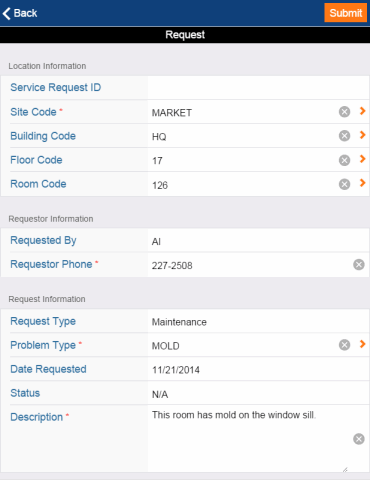 Back Submit
Request
Location Information
Service Request ID
Site Code * MARKET
Building Code HQ
Floor Code 17
Room Code 126
Requestor Information
Requested By AI
Requestor Phone * 227-2508
Request Information
Request Type Maintenance
Problem Type * MOLD
Date Requested 11/21/2014
Status N/A
Description * This room has mold on the window sill.